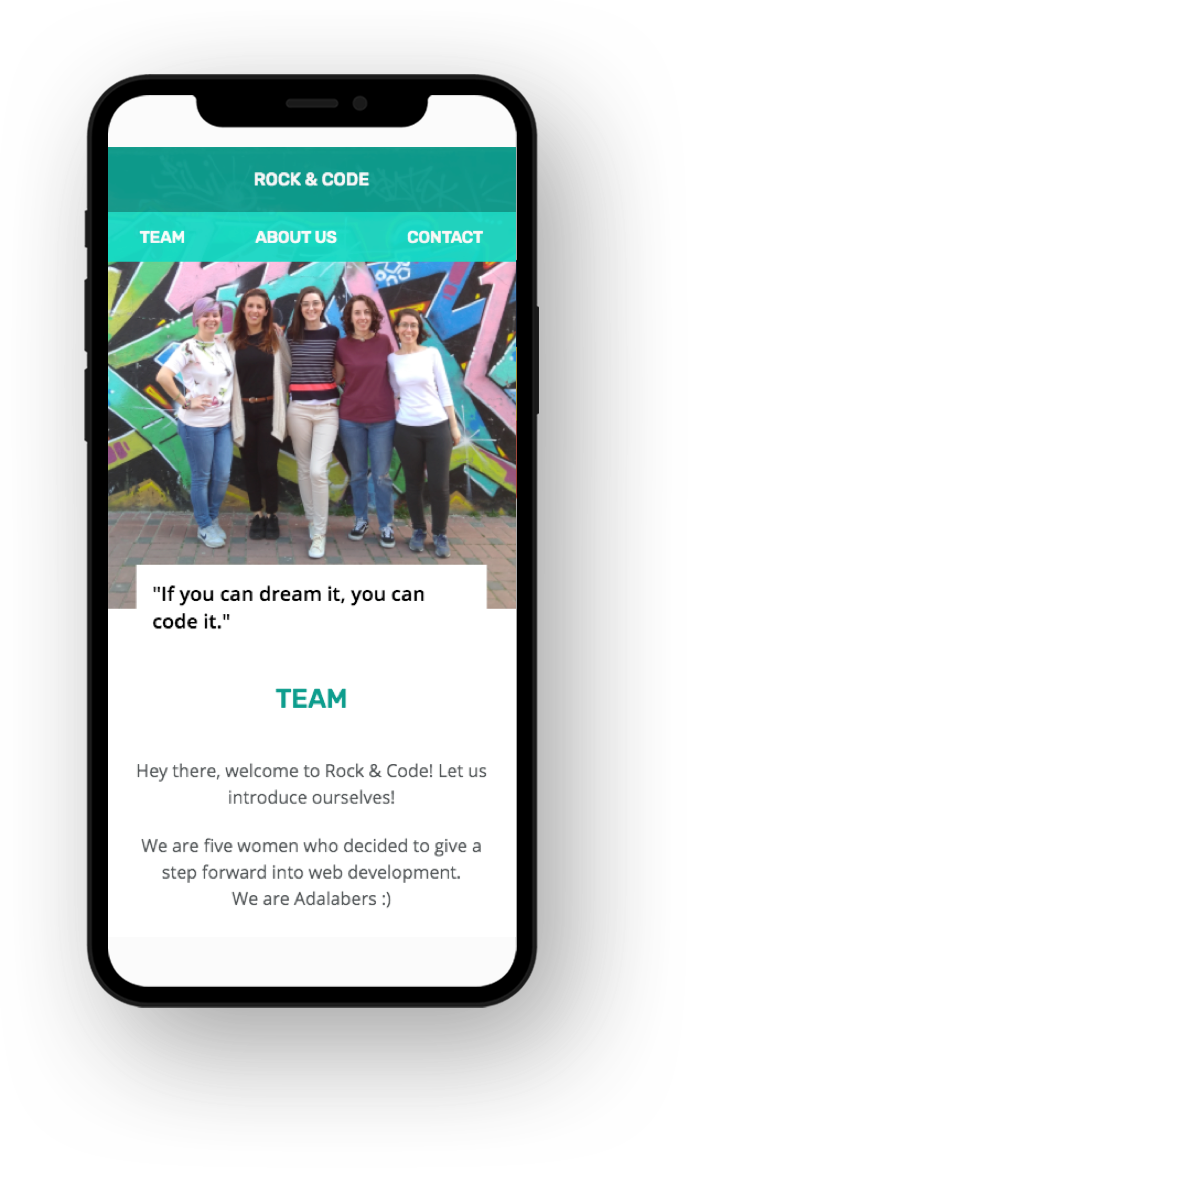 ROCK & CODE
TEAM ABOUT US CONTACT
"If you can dream it, you can
code it."
TEAM
Hey there, welcome to Rock & Code! Let us
introduce ourselves!
We are five women who decided to give a
step forward into web development.
We are Adalabers :)